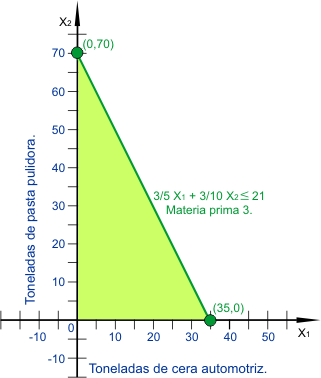 X2
(0,70)
70
60
50
40
30
20
10
0
-10
-10
10
20
30
40
50
X1
(35,0)
3/5 X1 + 3/10 X2 ≤ 21
Materia prima 3.
Toneladas de pasta pulidora.
Toneladas de cera automotriz.